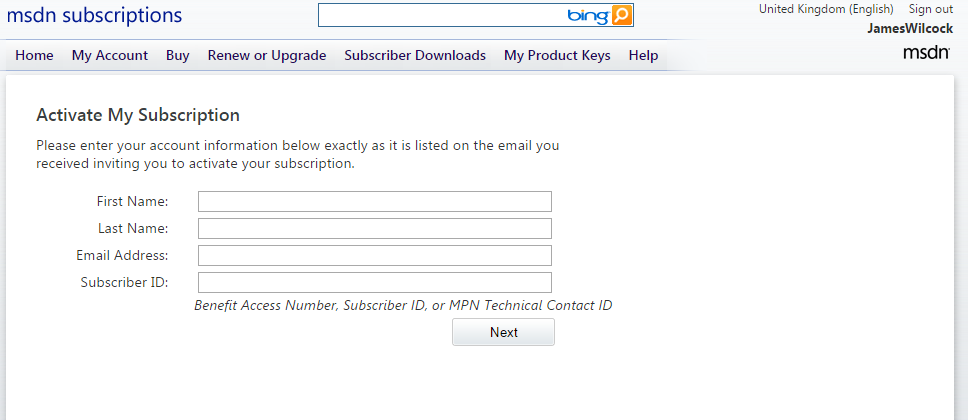 msdn subscriptions
bing
United Kingdom (English) Sign out
JamesWilcock
msdn
Home My Account Buy Renew or Upgrade Subscriber Downloads My Product Keys Help
Activate My Subscription
Please enter your account information below exactly as it is listed on the email you
received inviting you to activate your subscription.
First Name:
Last Name:
Email Address:
Subscriber ID:
Benefit Access Number, Subscriber ID, or MPN Technical Contact ID
Next